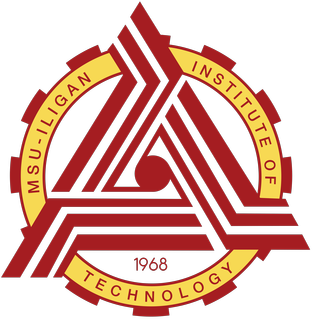 MSU-ILIGAN
INSTITUTE OF
TECHNOLOGY
1968